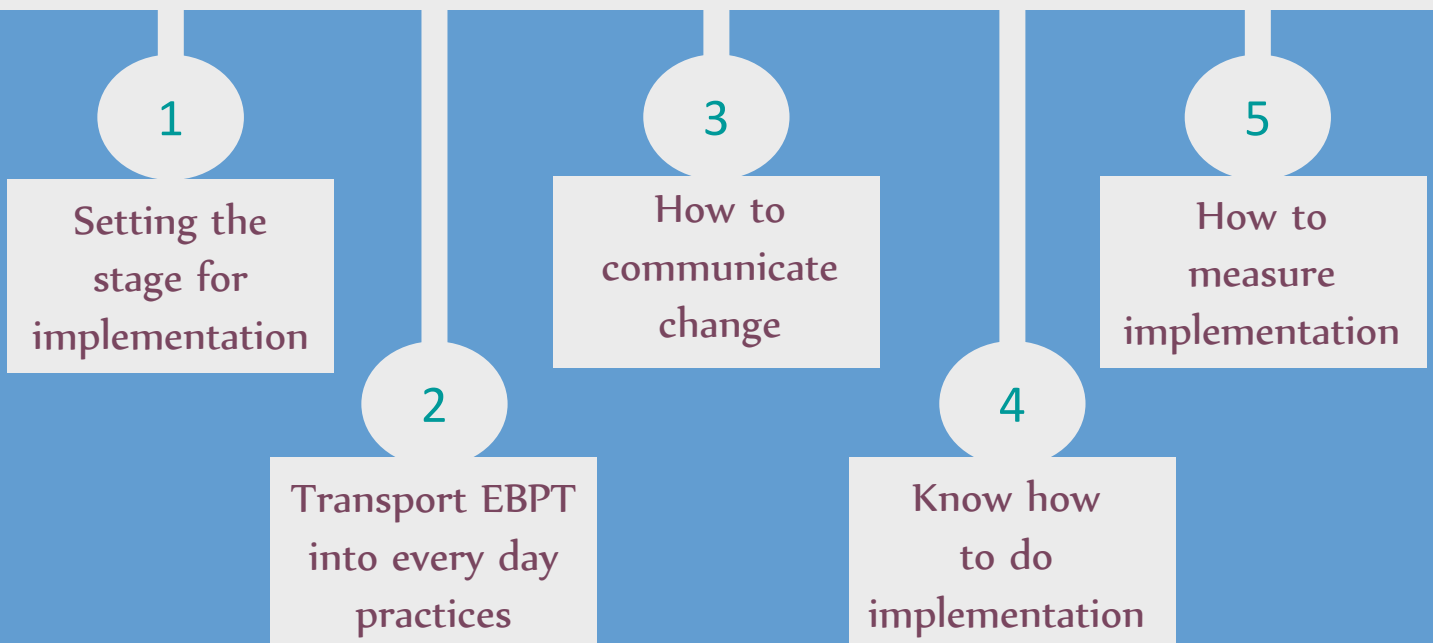 1
Setting the
stage for
implementation
2
Transport EBPT
into every day
practices
3
How to
communicate
change
4
Know how
to do
implementation
5
How to
measure
implementation